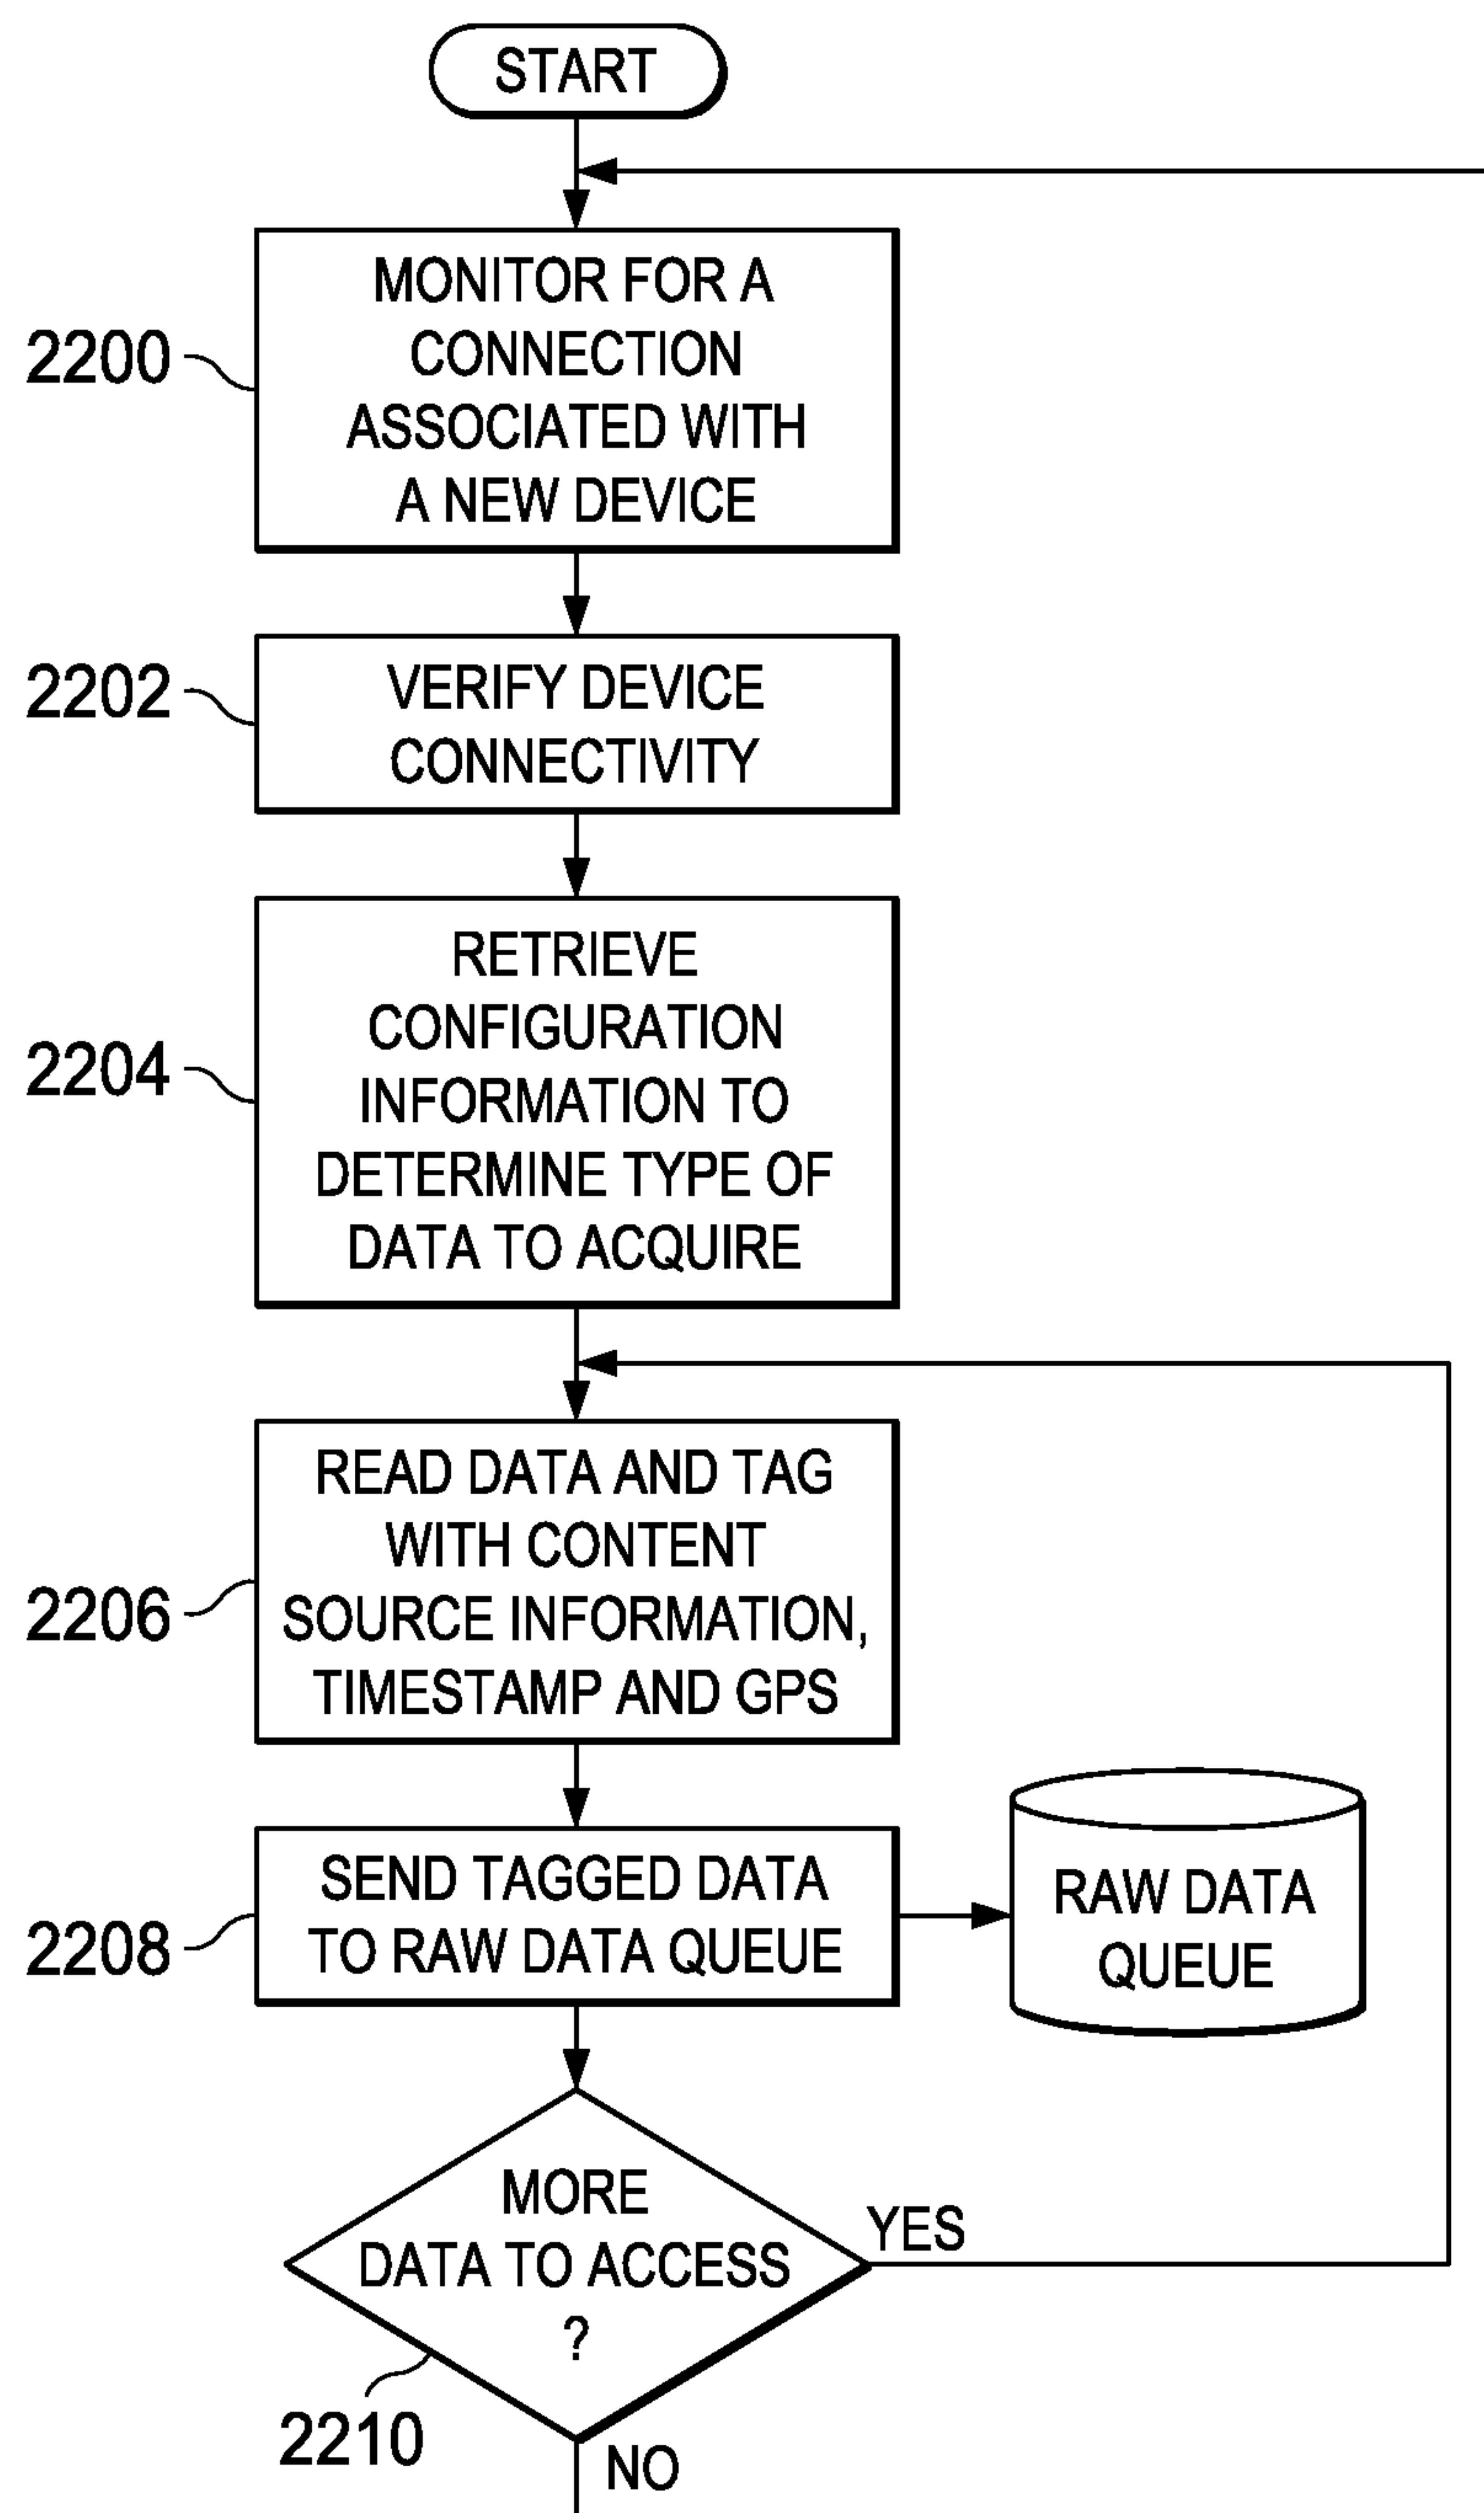 START
MONITOR FOR A
CONNECTION
ASSOCIATED WITH
A NEW DEVICE
2200
VERIFY DEVICE
CONNECTIVITY
2202
RETRIEVE
CONFIGURATION
INFORMATION TO
DETERMINE TYPE OF
DATA TO ACQUIRE
2204
READ DATA AND TAG
WITH CONTENT
SOURCE INFORMATION,
TIMESTAMP AND GPS
2206
SEND TAGGED DATA
TO RAW DATA QUEUE
2208
RAW DATA
QUEUE
MORE
DATA TO ACCESS
?
YES
2210
NO